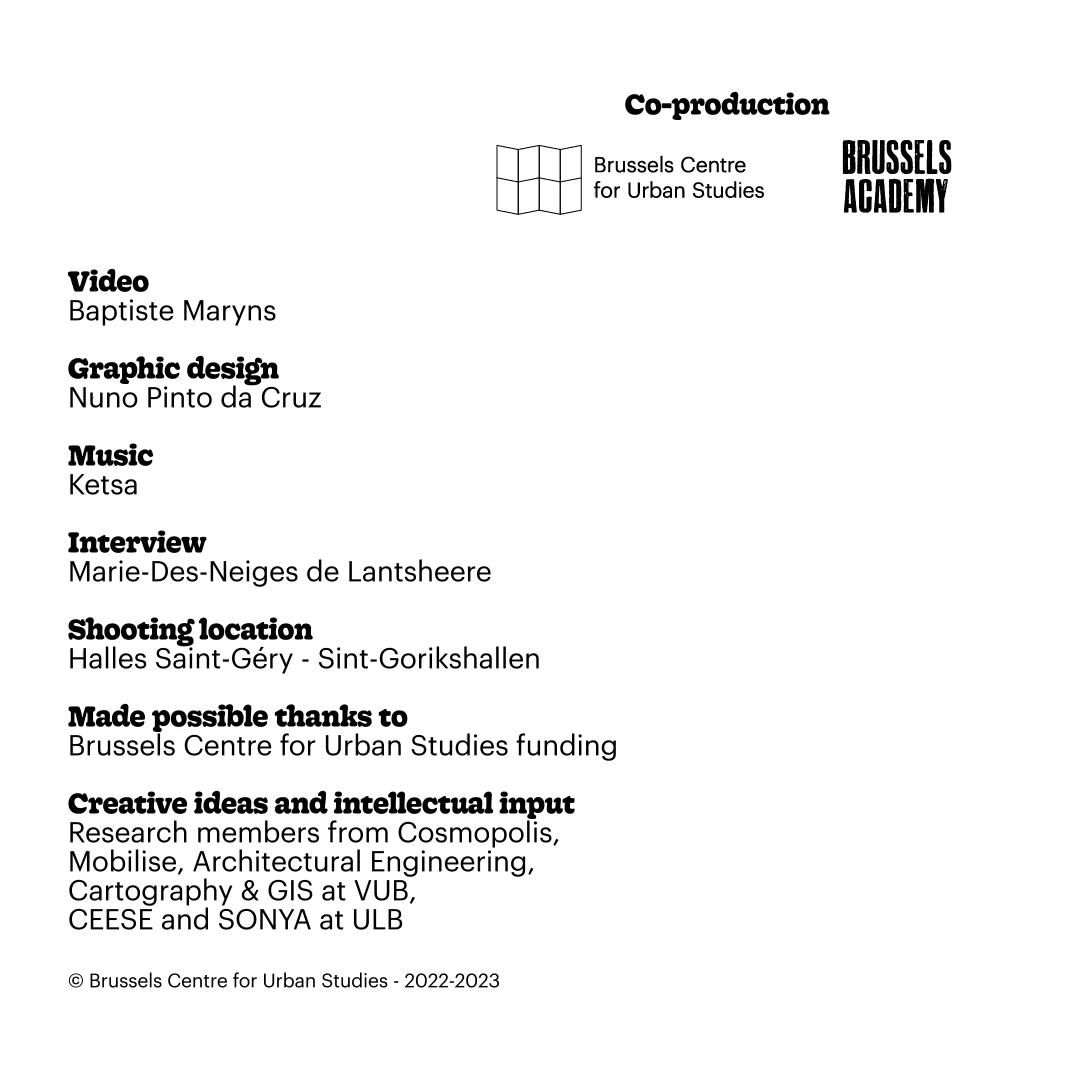 Co-production
Brussels Centre
for Urban Studies
BRUSSELS
ACADEMY
Video
Baptiste Maryns
Graphic design
Nuno Pinto da Cruz
Music
Ketsa
Interview
Marie-Des-Neiges de Lantsheere
Shooting location
Halles Saint-Géry - Sint-Gorikshallen
Made possible thanks to
Brussels Centre for Urban Studies funding
Creative ideas and intellectual input
Research members from Cosmopolis,
Mobilise, Architectural Engineering,
Cartography & GIS at VUB,
CEESE and SONYA at ULB
© Brussels Centre for Urban Studies - 2022-2023